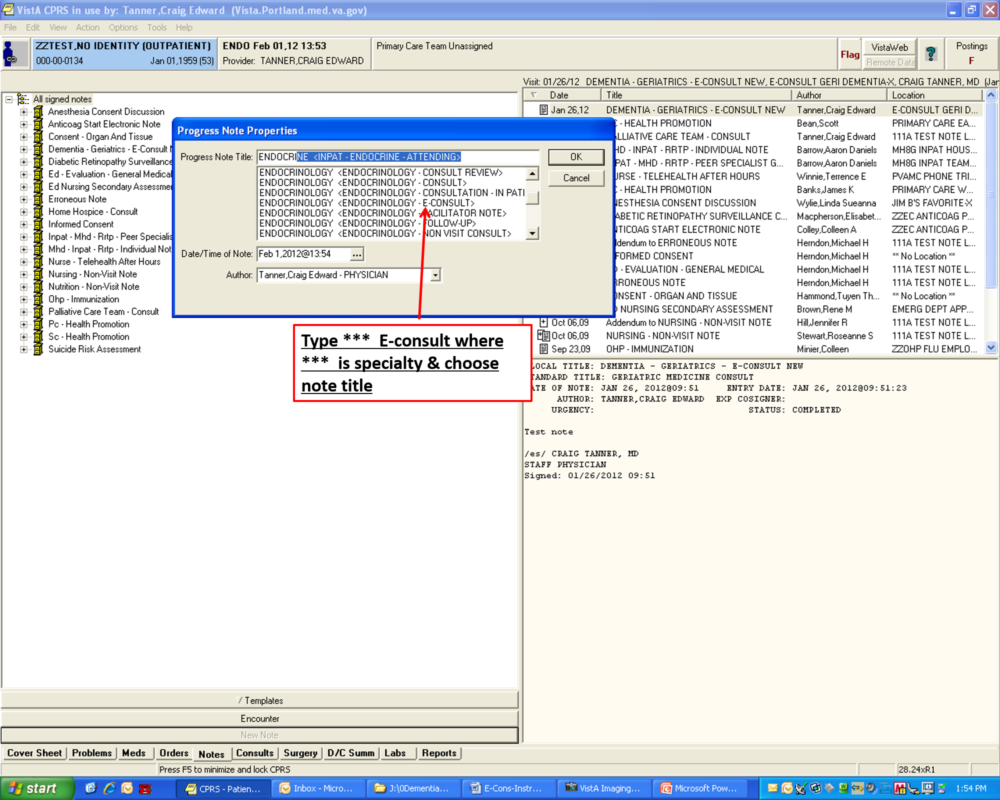 VistA CPRS in use by: Tanner,Craig Edward (Vista.Portland.med.va.gov)
File Edit View Action Options Tools Help
ZZTEST,NO IDENTITY (OUTPATIENT)
000-00-0134 Jan 01,1959 (53)
ENDO Feb 01,12 13:53
Provider: TANNER,CRAIG EDWARD
Primary Care Team Unassigned
Flag
VistaWeb
Remote Data
?
Postings
F
Visit: 01/26/12 DEMENTIA - GERIATRICS - E-CONSULT NEW, E-CONSULT GERI DEMENTIA-X, CRAIG TANNER, MD (Jan
All signed notes
Anesthesia Consent Discussion
Anticoag Start Electronic Note
Consent - Organ And Tissue
Dementia - Geriatrics - E-Consult
Diabetic Retinopathy Surveillance
Ed - Evaluation - General Medical
Ed Nursing Secondary Assessme
Erroneous Note
Home Hospice - Consult
Informed Consent
Inpat - Mhd - Rrtp - Peer Specialis
Mhd - Inpat - Rrtp - Individual Not
Nurse - Telehealth After Hours
Nursing - Non-Visit Note
Nutrition - Non-Visit Note
Ohp - Immunization
Palliative Care Team - Consult
Pc - Health Promotion
Sc - Health Promotion
Suicide Risk Assessment
Progress Note Properties
Progress Note Title: ENDOCRINE <INPAT - ENDOCRINE - ATTENDING>
ENDOCRINOLOGY <ENDOCRINOLOGY - CONSULT REVIEW>
ENDOCRINOLOGY <ENDOCRINOLOGY - CONSULT>
ENDOCRINOLOGY <ENDOCRINOLOGY - CONSULTATION - IN PATI
ENDOCRINOLOGY <ENDOCRINOLOGY - E-CONSULT>
ENDOCRINOLOGY <ENDOCRINOLOGY - FACILITATOR NOTE>
ENDOCRINOLOGY <ENDOCRINOLOGY - FOLLOW-UP>
ENDOCRINOLOGY <ENDOCRINOLOGY - NON VISIT CONSULT>
OK
Cancel
Date/Time of Note: Feb 1,2012@13:54 ...
Author: Tanner,Craig Edward - PHYSICIAN
Type *** E-consult where
*** is specialty & choose
note title
Date Title Author Location
Jan 26,12 DEMENTIA - GERIATRICS - E-CONSULT NEW Tanner,Craig Edward E-CONSULT GERI D...
- HEALTH PROMOTION Bean,Scott PRIMARY CARE EA...
LLIATIVE CARE TEAM - CONSULT Tanner,Craig Edward 111A TEST NOTE L...
HD - INPAT - RRTP - INDIVIDUAL NOTE Barrow,Aaron Daniels MH8G INPAT HOUS...
PAT - MHD - RRTP - PEER SPECIALIST G... Barrow,Aaron Daniels MH8G INPAT TEAM...
URSE - TELEHEALTH AFTER HOURS Winnie,Terrence E PVAMC PHONE TRI...
- HEALTH PROMOTION Banks,James K PRIMARY CARE W...
NESTHESIA CONSENT DISCUSSION Wylie,Linda Sueanna JIM B'S FAVORITE-X
ABETIC RETINOPATHY SURVEILLANCE C... Macpherson,Elisabet... ZZEC ANTICOAG P...
NTICOAG START ELECTRONIC NOTE Colley,Colleen A ZZEC ANTICOAG P...
ddendum to ERRONEOUS NOTE Herndon,Michael H 111A TEST NOTE L...
FORMED CONSENT Herndon,Michael H ** No Location **
- EVALUATION - GENERAL MEDICAL Herndon,Michael H 111A TEST NOTE L...
RRONEOUS NOTE Herndon,Michael H 111A TEST NOTE L...
ONSENT - ORGAN AND TISSUE Hammond,Tuyen Th... ** No Location **
NURSING SECONDARY ASSESSMENT Brown,Rene M EMERG DEPT APP...
Oct 06,09 Addendum to NURSING - NON-VISIT NOTE Hill,Jennifer R 111A TEST NOTE L...
Oct 06,09 NURSING - NON-VISIT NOTE Stewart,Roseanne S 111A TEST NOTE L...
Sep 23,09 OHP - IMMUNIZATION Minier,Colleen ZZOHP FLU EMPLO...
LOCAL TITLE: DEMENTIA - GERIATRICS - E-CONSULT NEW
TANDARD TITLE: GERIATRIC MEDICINE CONSULT
ATE OF NOTE: JAN 26, 2012@09:51 ENTRY DATE: JAN 26, 2012@09:51:23
AUTHOR: TANNER,CRAIG EDWARD EXP COSIGNER:
URGENCY: STATUS: COMPLETED
Test note
/es/ CRAIG TANNER, MD
STAFF PHYSICIAN
Signed: 01/26/2012 09:51
Templates
Encounter
New Note
Cover Sheet Problems Meds Orders Notes Consults Surgery D/C Summ Labs Reports
Press F5 to minimize and lock CPRS 28.24xR1
start CPRS - Patien... Inbox - Micro... J:\0Dementia... E-Cons-Instr... VistA Imaging... Microsoft Pow... 1:54 PM